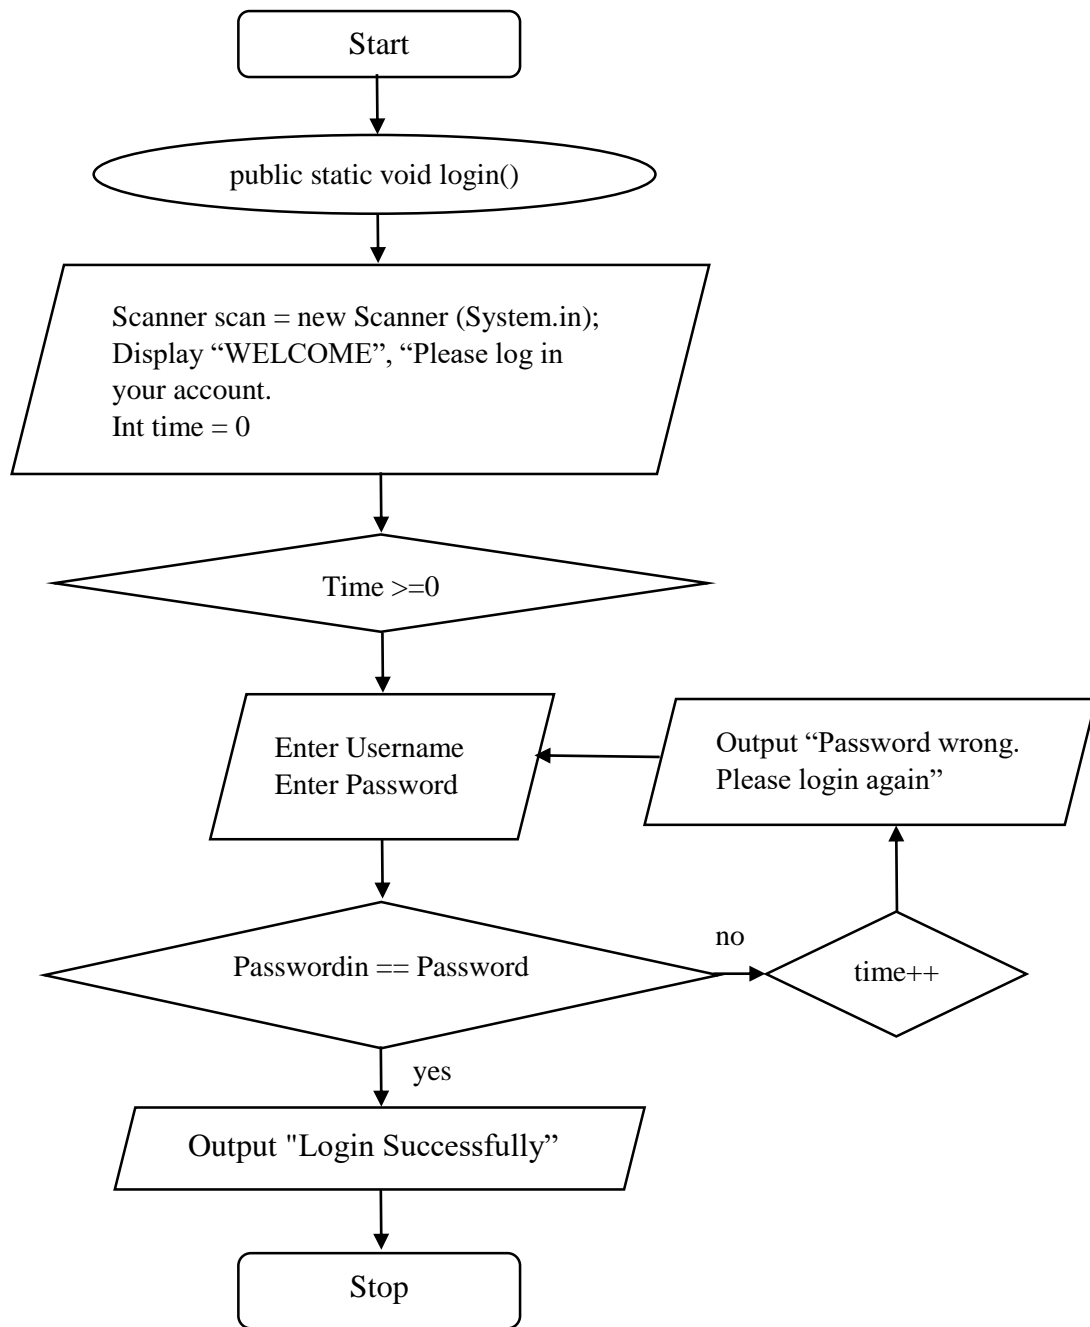 Start
public static void login()
Scanner scan = new Scanner (System.in);
Display “WELCOME”, “Please log in
your account.
Int time = 0
Time >=0
Enter Username
Enter Password
Output “Password wrong.
Please login again”
Passwordin == Password
no
time++
yes
Output "Login Successfully”
Stop